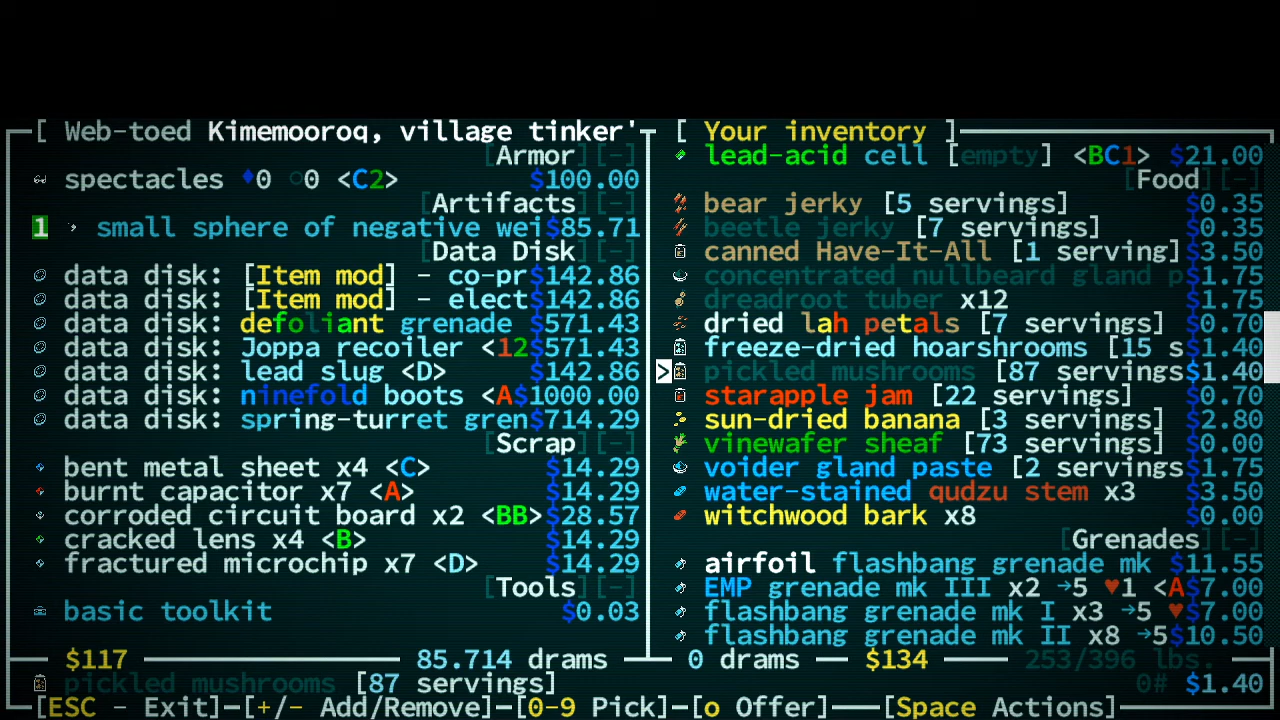 [ Web-toed Kimemooroq, village tinker'
[Armor][-]
spectacles ♦0 ○0 <C2> $100.00
[Artifacts][-]
1 small sphere of negative wei$85.71
[Data Disk][-]
data disk: [Item mod] - co-pr$142.86
data disk: [Item mod] - elect$142.86
data disk: defoliant grenade $571.43
data disk: Joppa recoiler <12$571.43
data disk: lead slug <D> $142.86
data disk: ninefold boots <A$1000.00
data disk: spring-turret gren$714.29
[Scrap][-]
bent metal sheet x4 <C> $14.29
burnt capacitor x7 <A> $14.29
corroded circuit board x2 <BB>$28.57
cracked lens x4 <B> $14.29
fractured microchip x7 <D> $14.29
[Tools][-]
basic toolkit $0.03
$117 85.714 drams
[ Your inventory ]
lead-acid cell [empty] <BC1> $21.00
[Food][-]
bear jerky [5 servings] $0.35
beetle jerky [7 servings] $0.35
canned Have-It-All [1 serving]$3.50
concentrated nullbeard gland p$1.75
dreadroot tuber x12 $1.75
dried lah petals [7 servings] $0.70
freeze-dried hoarshrooms [15 s$1.40
> pickled mushrooms [87 servings$1.40
starapple jam [22 servings] $0.70
sun-dried banana [3 servings] $2.80
vinewafer sheaf [73 servings] $0.00
voider gland paste [2 servings$1.75
water-stained qudzu stem x3 $3.50
witchwood bark x8 $0.00
[Grenades][-]
airfoil flashbang grenade mk $11.55
EMP grenade mk III x2 →5 ♥1 <A$7.00
flashbang grenade mk I x3 →5 ♥$7.00
flashbang grenade mk II x8 →5$10.50
0 drams $134 253/396 lbs.
pickled mushrooms [87 servings] 0# $1.40
[ESC - Exit]-[+/- Add/Remove]-[0-9 Pick]-[o Offer] [Space Actions]